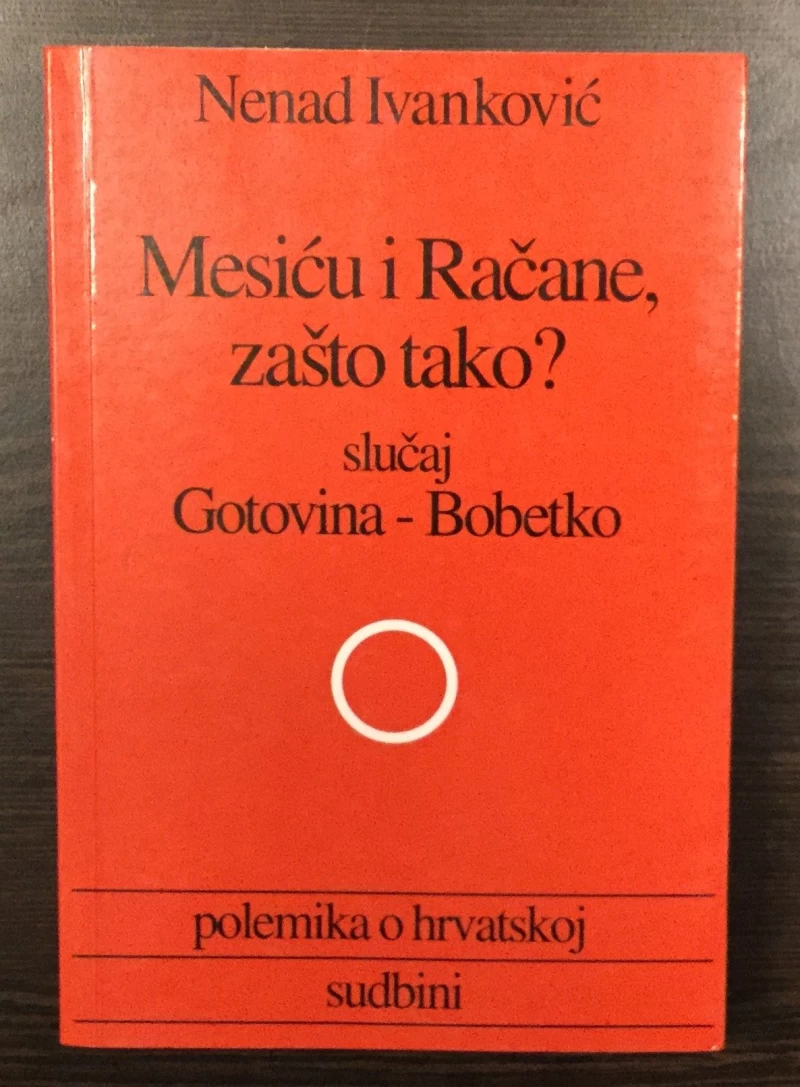 Nenad Ivanković
Mesiću i Račane,
zašto tako?
slučaj
Gotovina - Bobetko
polemika o hrvatskoj
sudbini